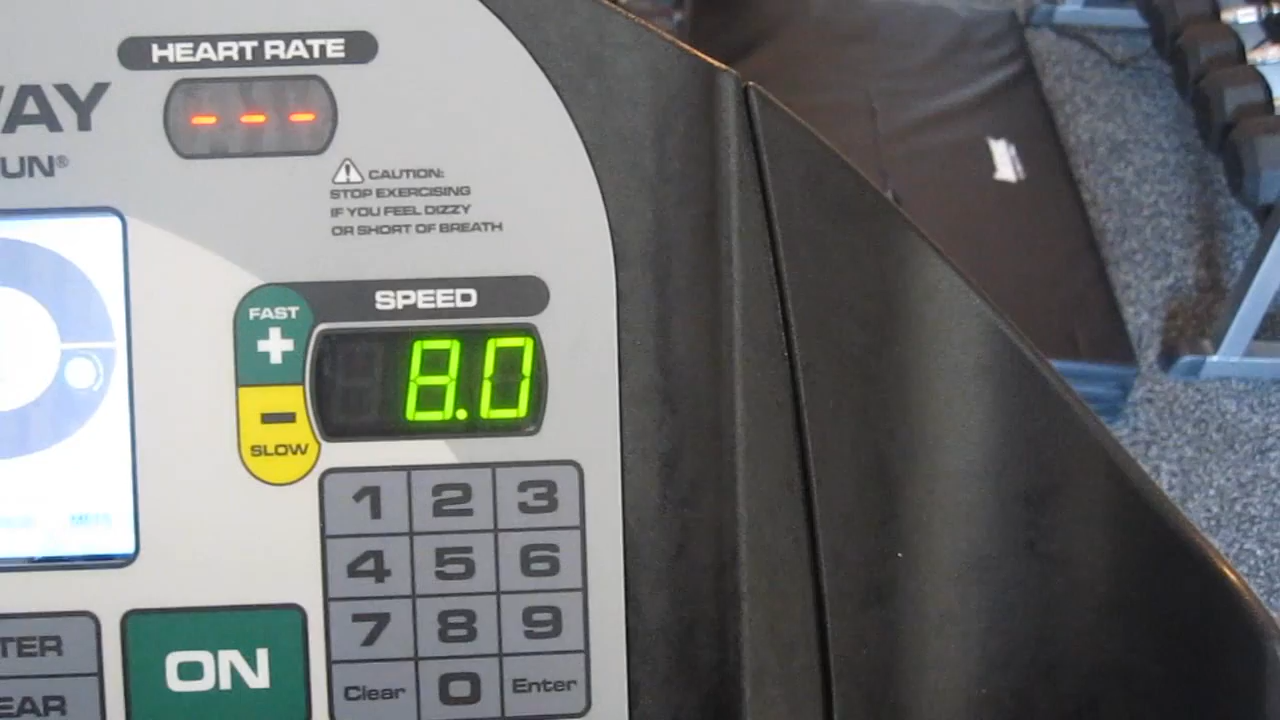 HEART RATE
WAY
- - -
UN®
CAUTION:
STOP EXERCISING
IF YOU FEEL DIZZY
OR SHORT OF BREATH
SPEED
FAST
+
8.0
-
SLOW
1 2 3
4 5 6
7 8 9
Clear 0 Enter
TER
ON
EAR